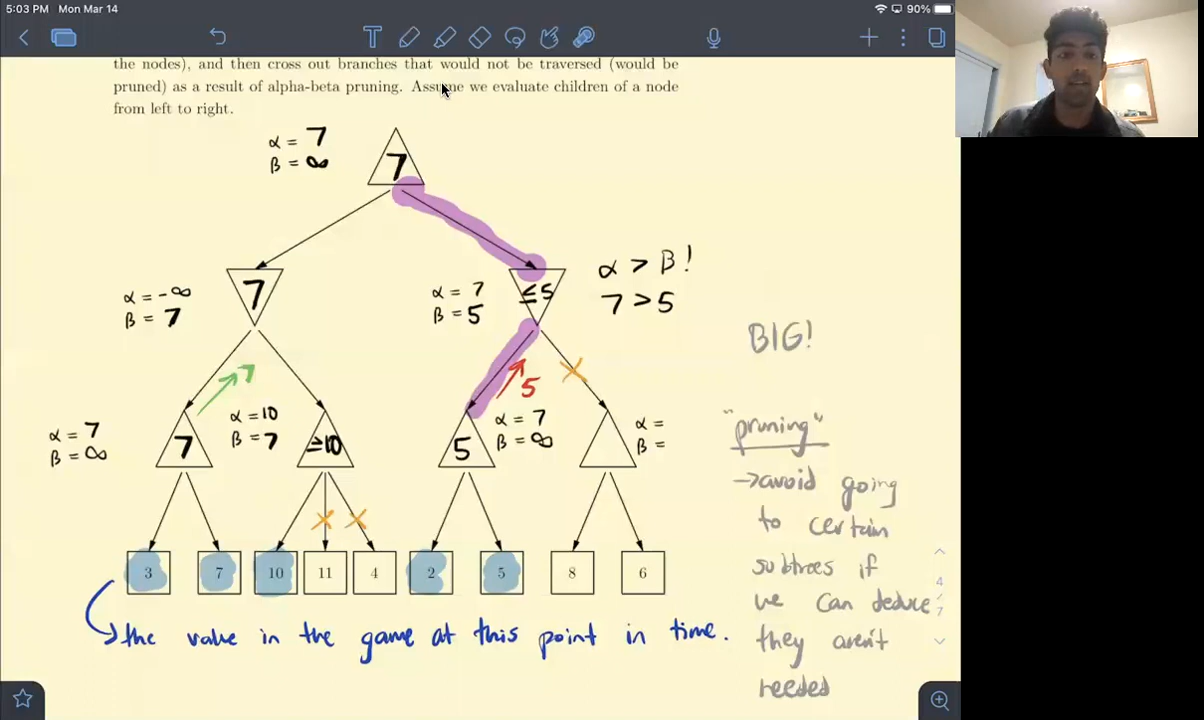 5:03 PM Mon Mar 14
90%
the nodes), and then cross out branches that would not be traversed (would be
pruned) as a result of alpha-beta pruning. Assume we evaluate children of a node
from left to right.
α = 7
β = ∞
7
α = -∞
β = 7
7
α = 7
β = 5
≤5
α > β!
7 > 5
BIG!
7
5
α = 7
β = ∞
7
α = 10
β = 7
≥10
5
α = 7
β = ∞
α =
β =
"pruning"
→avoid going
to certain
subtrees if
we can deduce
they aren't
needed
3 7 10 11 4 2 5 8 6
the value in the game at this point in time.
4
/
7